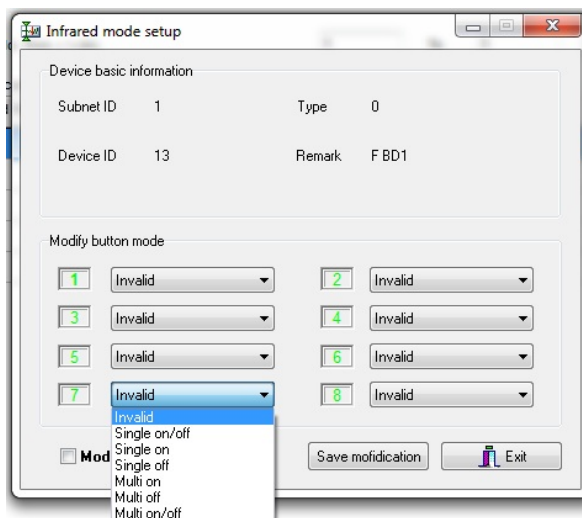 Infrared mode setup
Device basic information
Subnet ID 1 Type 0
Device ID 13 Remark F BD1
Modify button mode
1 Invalid 2 Invalid
3 Invalid 4 Invalid
5 Invalid 6 Invalid
7 Invalid 8 Invalid
Invalid
Single on/off
Single on
Single off
Multi on
Multi off
Multi on/off
Mod
Save mofidication
Exit